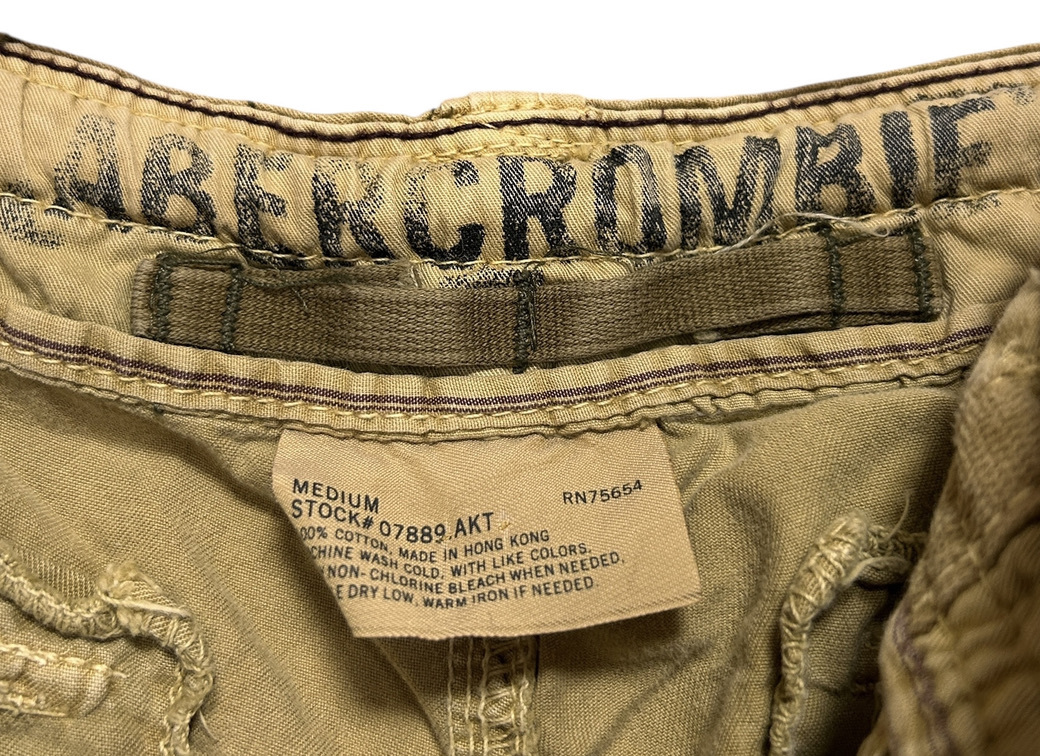 ABERCROMBIE
MEDIUM
RN75654
STOCK# 07889 AKT
00% COTTON, MADE IN HONG KONG
CHINE WASH COLD, WITH LIKE COLORS.
NON-CHLORINE BLEACH WHEN NEEDED,
E DRY LOW, WARM IRON IF NEEDED